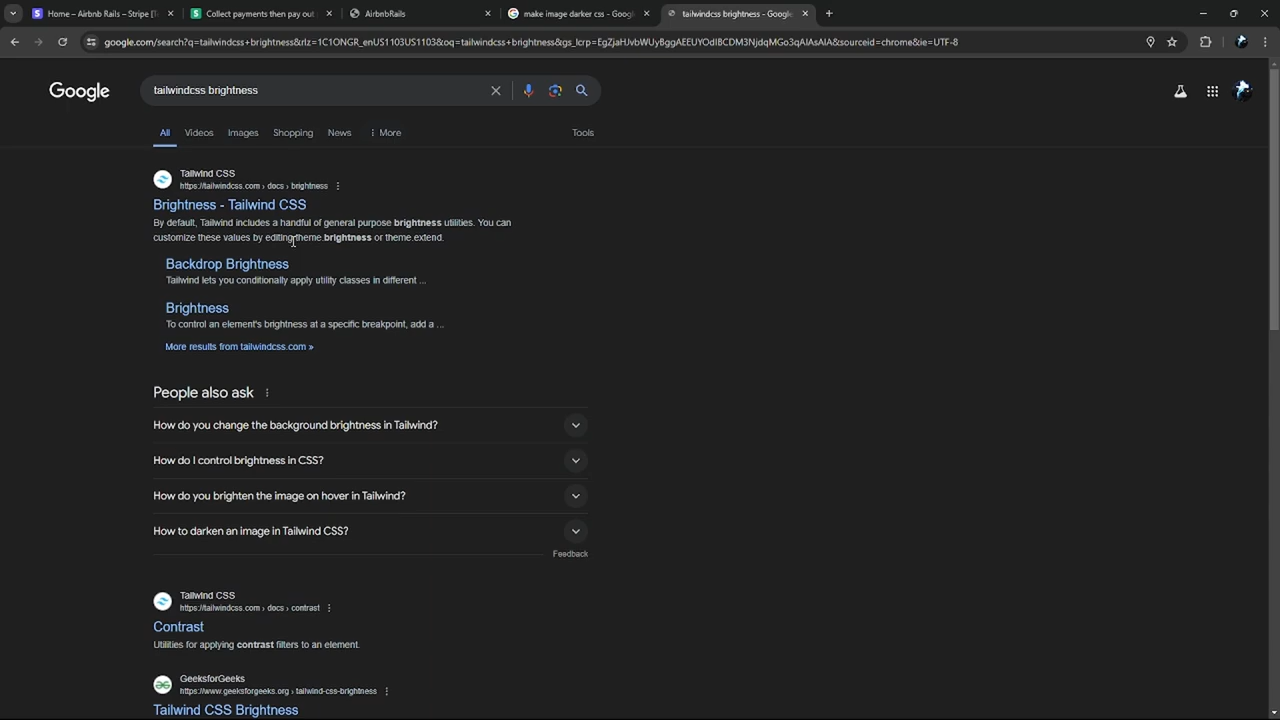 Home – Airbnb Rails – Stripe [T
Collect payments then pay out
AirbnbRails
make image darker css - Googl
tailwindcss brightness - Google
google.com/search?q=tailwindcss+brightness&rlz=1C1ONGR_enUS1103US1103&oq=tailwindcss+brightness&gs_lcrp=EgZjaHJvbWUyBggAEEUYOdIBCDM3NjdqMGo3qAIAsAIA&sourceid=chrome&ie=UTF-8
Google
tailwindcss brightness
All
Videos
Images
Shopping
News
More
Tools
Tailwind CSS
https://tailwindcss.com › docs › brightness
Brightness - Tailwind CSS
By default, Tailwind includes a handful of general purpose brightness utilities. You can
customize these values by editing theme.brightness or theme.extend.
Backdrop Brightness
Tailwind lets you conditionally apply utility classes in different ...
Brightness
To control an element's brightness at a specific breakpoint, add a ...
More results from tailwindcss.com »
People also ask
How do you change the background brightness in Tailwind?
How do I control brightness in CSS?
How do you brighten the image on hover in Tailwind?
How to darken an image in Tailwind CSS?
Feedback
Tailwind CSS
https://tailwindcss.com › docs › contrast
Contrast
Utilities for applying contrast filters to an element.
GeeksforGeeks
https://www.geeksforgeeks.org › tailwind-css-brightness
Tailwind CSS Brightness